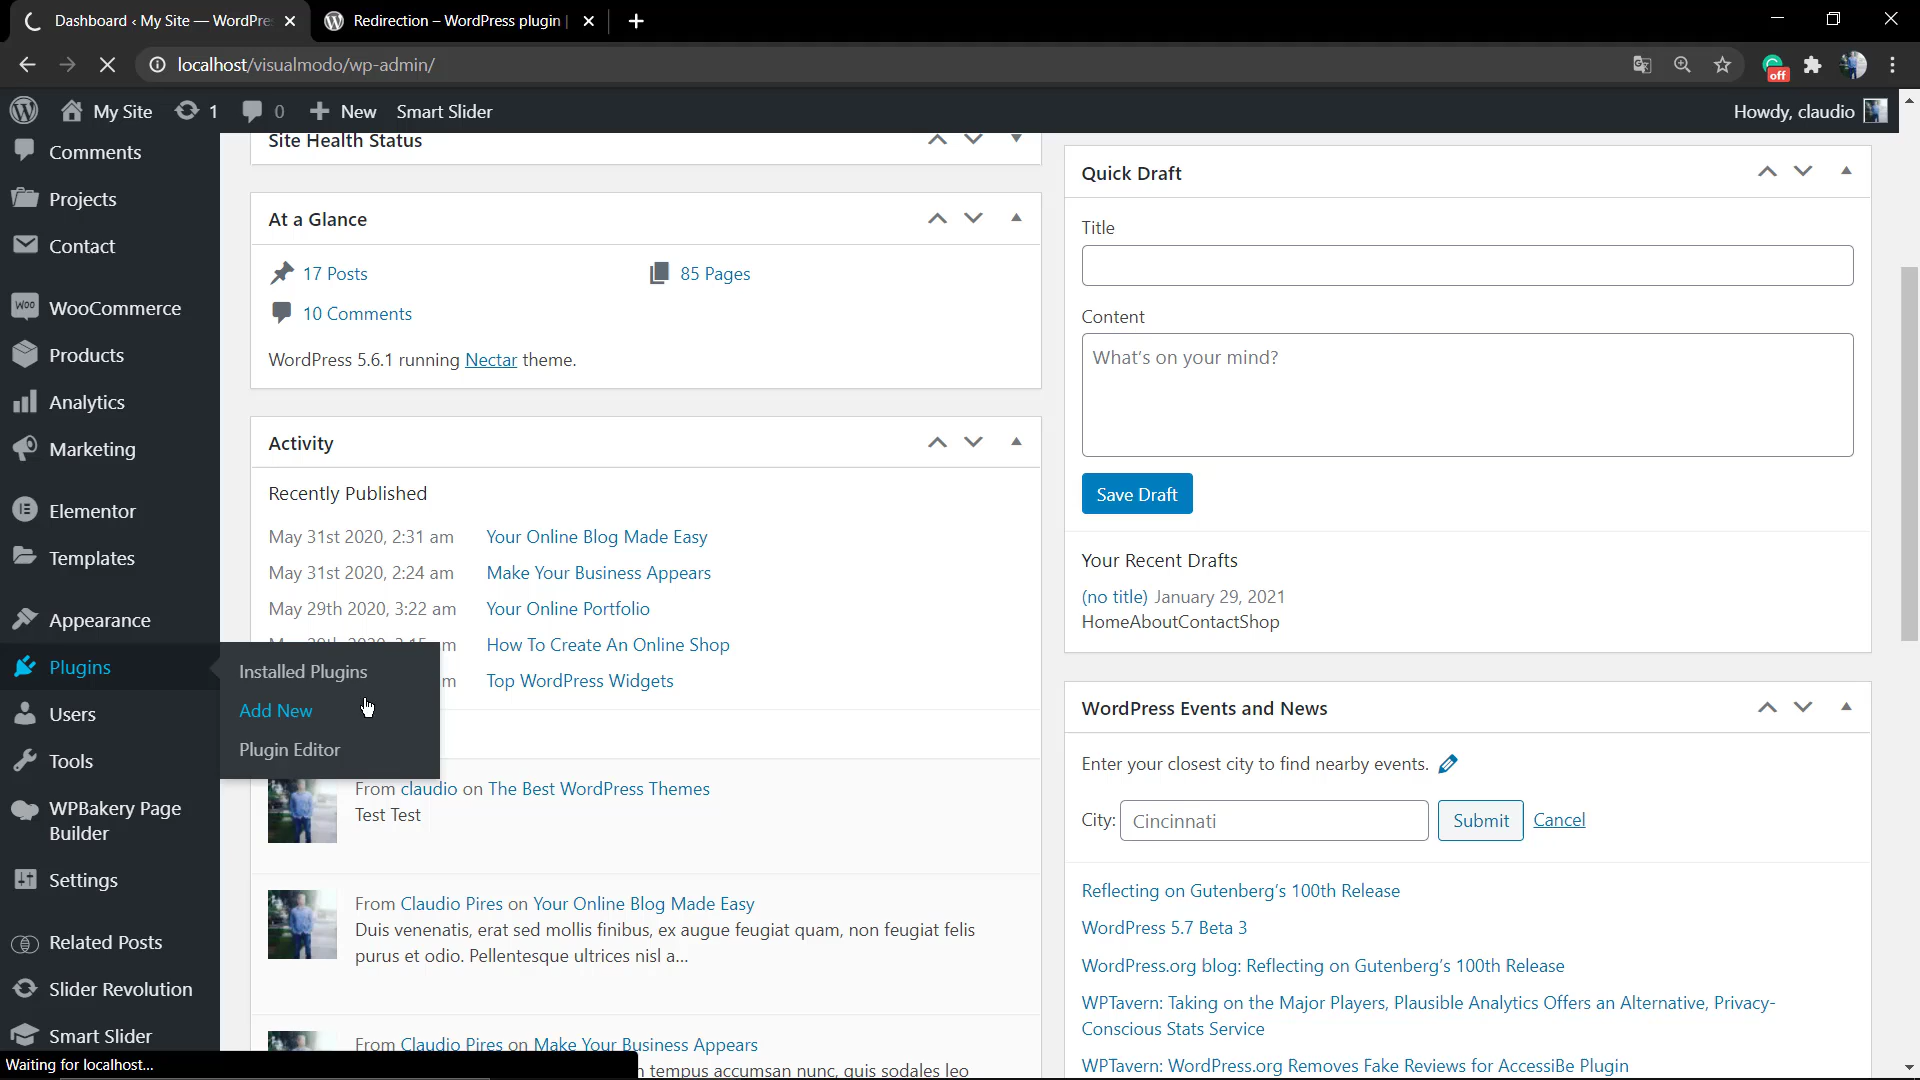 Dashboard ‹ My Site — WordPre
Redirection – WordPress plugin |
localhost/visualmodo/wp-admin/
off
My Site
1
0
New
Smart Slider
Howdy, claudio
Comments
Projects
Contact
Woo
WooCommerce
Products
Analytics
Marketing
Elementor
Templates
Appearance
Plugins
Users
Tools
WPBakery Page
Builder
Settings
Related Posts
Slider Revolution
Smart Slider
Installed Plugins
Add New
Plugin Editor
Site Health Status
At a Glance
17 Posts
85 Pages
10 Comments
WordPress 5.6.1 running Nectar theme.
Activity
Recently Published
May 31st 2020, 2:31 am Your Online Blog Made Easy
May 31st 2020, 2:24 am Make Your Business Appears
May 29th 2020, 3:22 am Your Online Portfolio
How To Create An Online Shop
Top WordPress Widgets
From claudio on The Best WordPress Themes
Test Test
From Claudio Pires on Your Online Blog Made Easy
Duis venenatis, erat sed mollis finibus, ex augue feugiat quam, non feugiat felis
purus et odio. Pellentesque ultrices nisl a...
From Claudio Pires on Make Your Business Appears
tempus accumsan nunc, quis sodales leo
Quick Draft
Title
Content
What's on your mind?
Save Draft
Your Recent Drafts
(no title) January 29, 2021
HomeAboutContactShop
WordPress Events and News
Enter your closest city to find nearby events.
City: Cincinnati Submit Cancel
Reflecting on Gutenberg's 100th Release
WordPress 5.7 Beta 3
WordPress.org blog: Reflecting on Gutenberg's 100th Release
WPTavern: Taking on the Major Players, Plausible Analytics Offers an Alternative, Privacy-
Conscious Stats Service
WPTavern: WordPress.org Removes Fake Reviews for AccessiBe Plugin
Waiting for localhost...